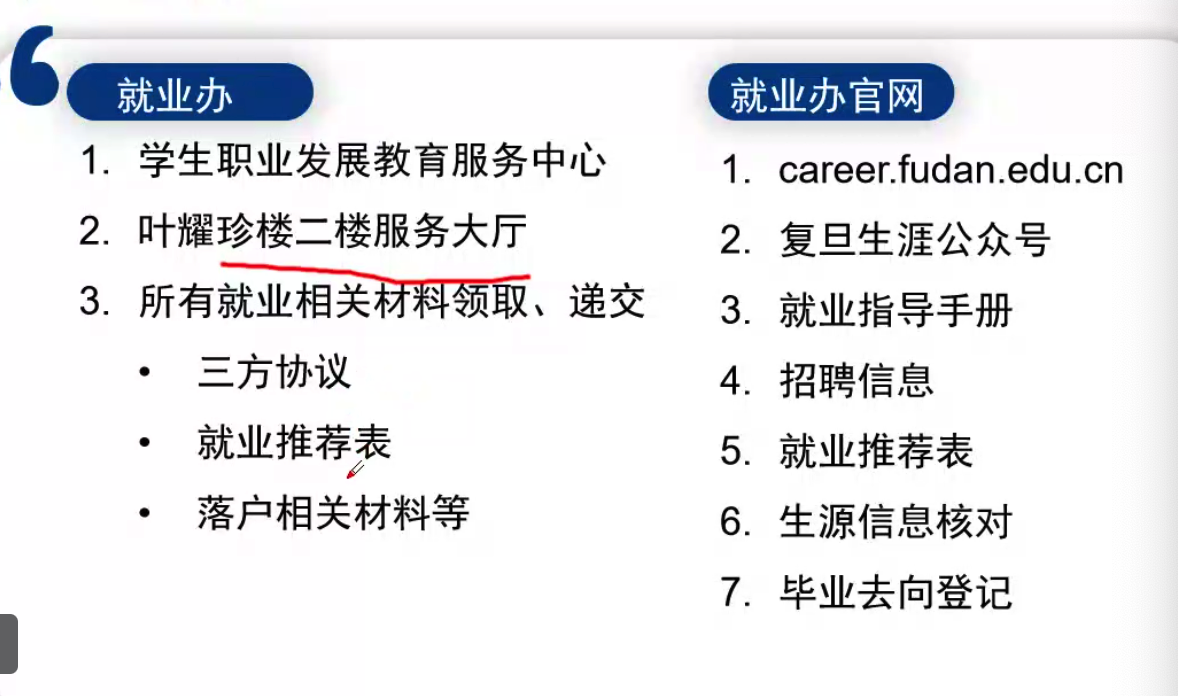 就业办
1. 学生职业发展教育服务中心
2. 叶耀珍楼二楼服务大厅
3. 所有就业相关材料领取、递交
• 三方协议
• 就业推荐表
• 落户相关材料等
就业办官网
1. career.fudan.edu.cn
2. 复旦生涯公众号
3. 就业指导手册
4. 招聘信息
5. 就业推荐表
6. 生源信息核对
7. 毕业去向登记